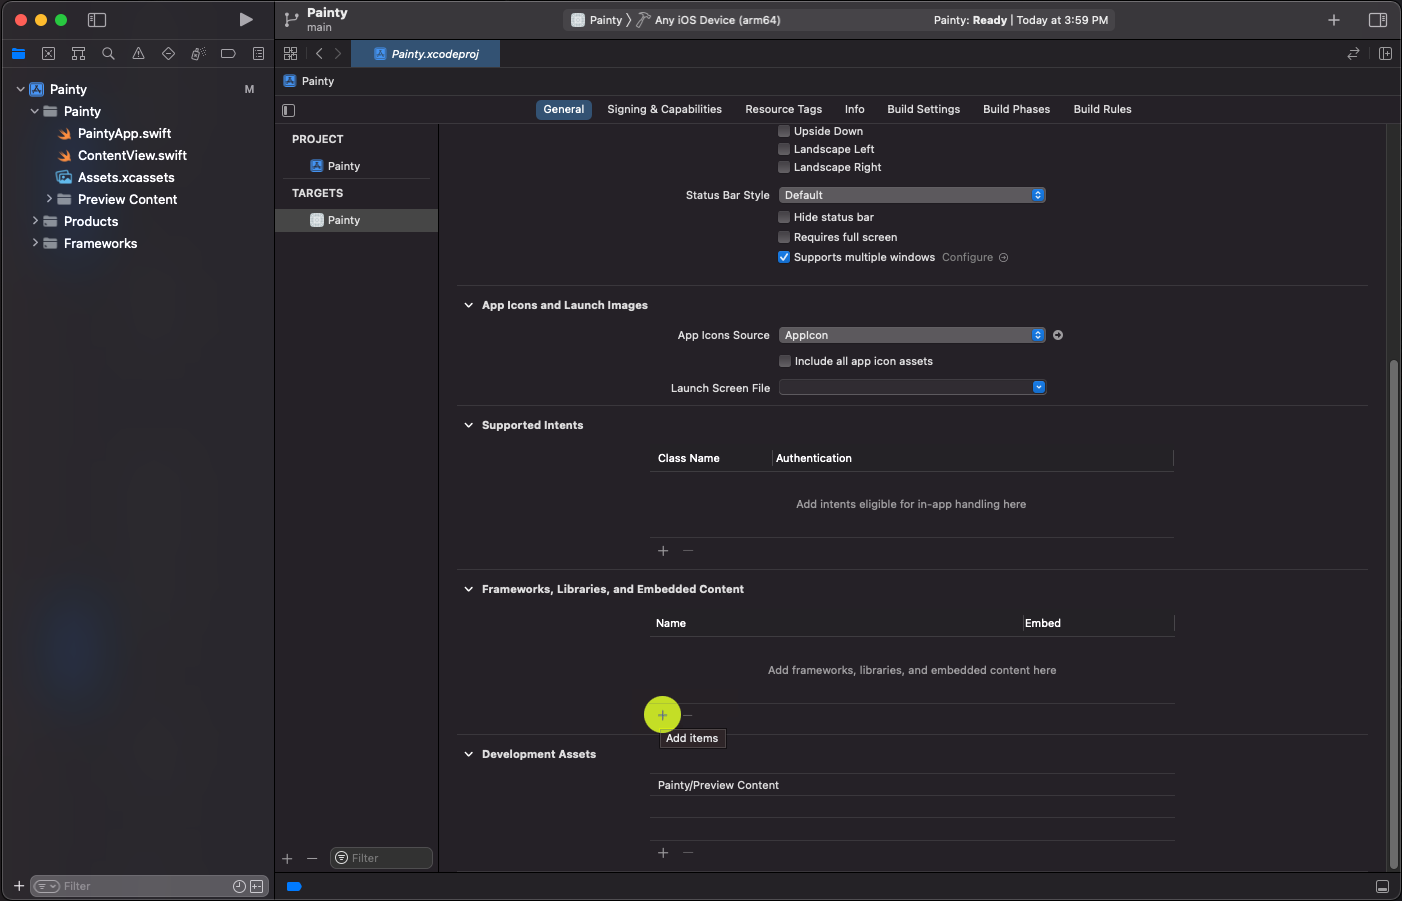 Painty
main
Painty
Any iOS Device (arm64)
Painty: Ready | Today at 3:59 PM
Painty.xcodeproj
Painty
M
Painty
PaintyApp.swift
ContentView.swift
Assets.xcassets
Preview Content
Products
Frameworks
Filter
Painty
General
Signing & Capabilities
Resource Tags
Info
Build Settings
Build Phases
Build Rules
PROJECT
Painty
TARGETS
Painty
Filter
Upside Down
Landscape Left
Landscape Right
Status Bar Style
Default
Hide status bar
Requires full screen
Supports multiple windows
Configure
App Icons and Launch Images
App Icons Source
AppIcon
Include all app icon assets
Launch Screen File
Supported Intents
Class Name
Authentication
Add intents eligible for in-app handling here
Frameworks, Libraries, and Embedded Content
Name
Embed
Add frameworks, libraries, and embedded content here
Add items
Development Assets
Painty/Preview Content